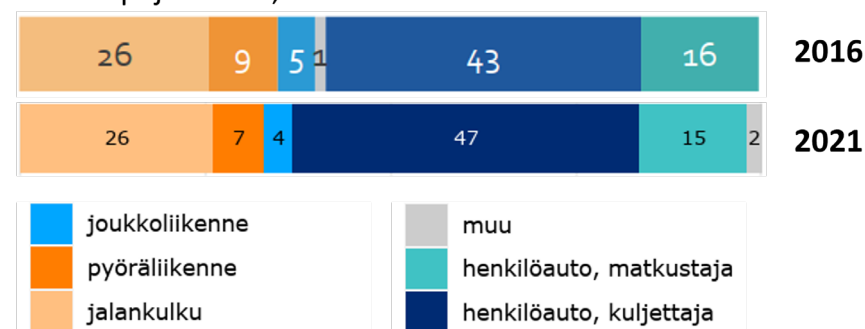 26 9 5 1 43 16 2016
26 7 4 47 15 2 2021
joukkoliikenne
pyöräliikenne
jalankulku
muu
henkilöauto, matkustaja
henkilöauto, kuljettaja